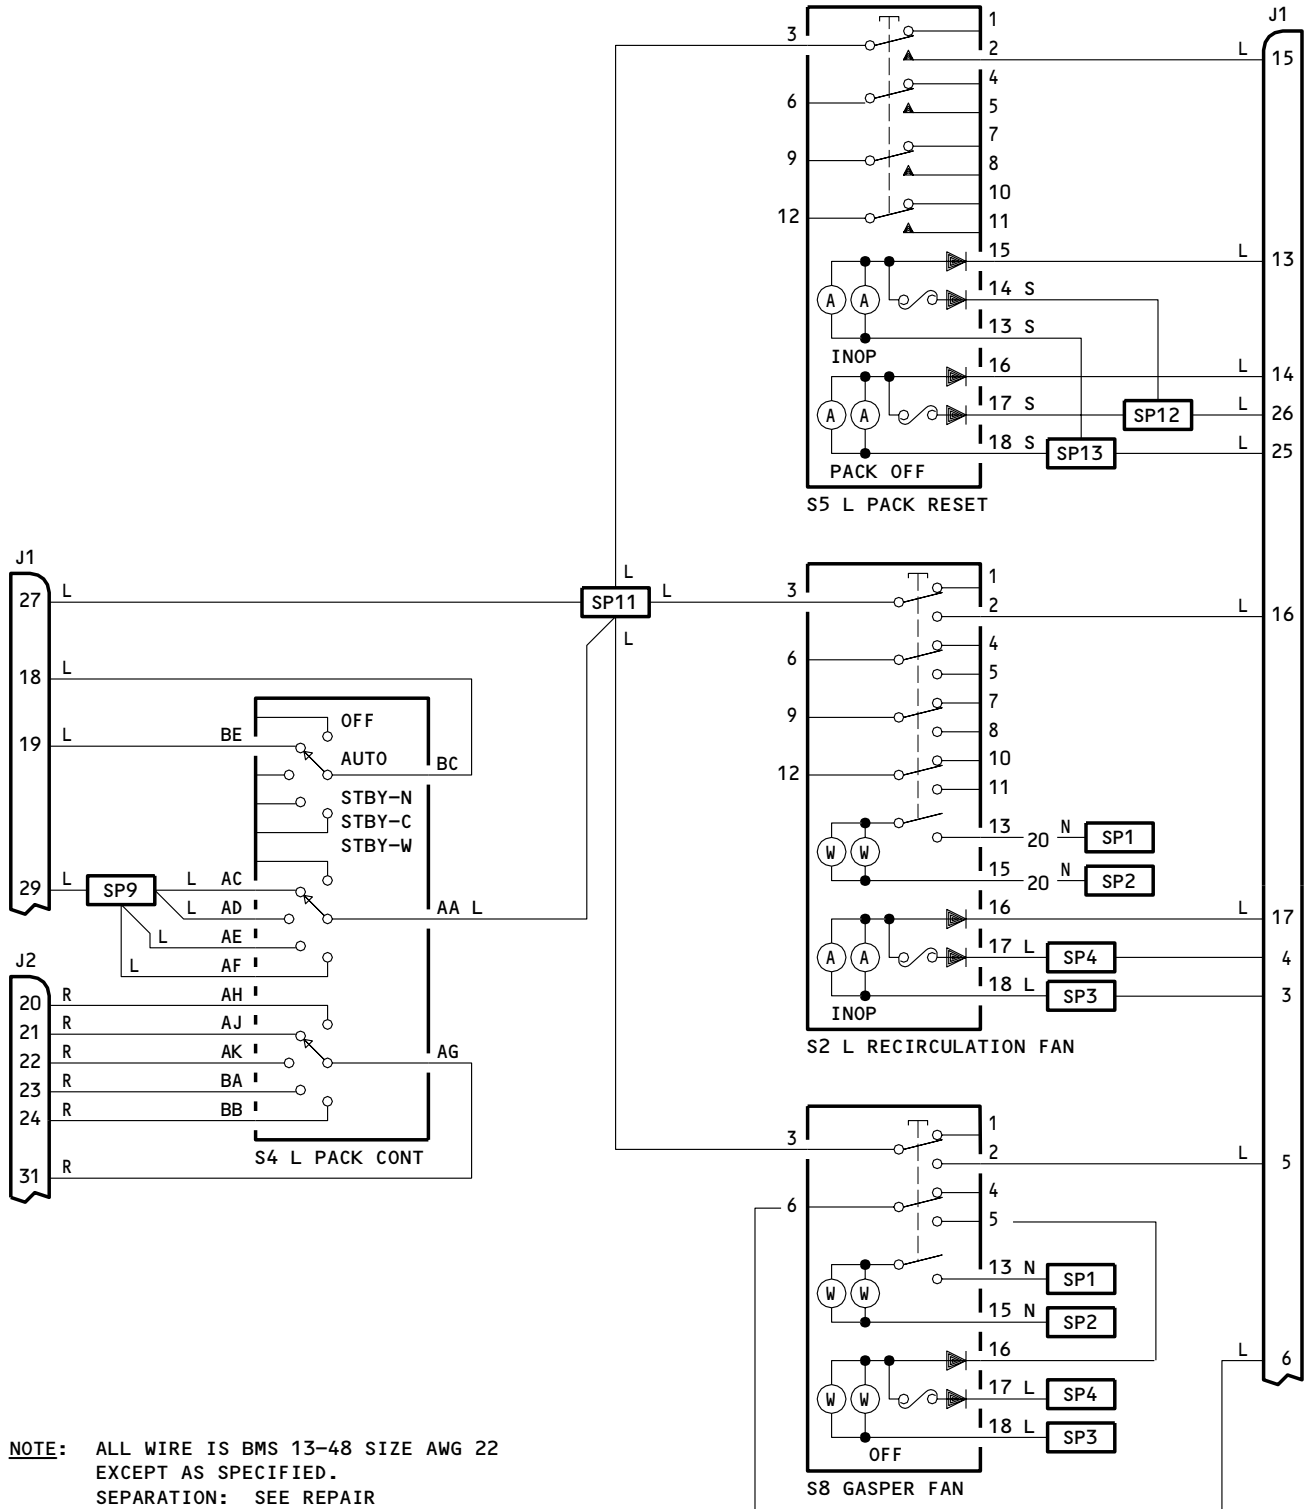 J1
3
1
2
L
15
6
4
5
9
7
8
12
10
11
15
L
13
A
A
14 S
13 S
INOP
16
L
14
A
A
17 S
SP12
L
26
18 S
SP13
L
25
PACK OFF
S5 L PACK RESET
J1
27
L
SP11
L
L
L
3
1
2
L
16
18
L
6
4
5
19
L
BE
OFF
AUTO
BC
STBY-N
STBY-C
STBY-W
9
7
8
12
10
11
W
W
13
20
N
SP1
15
20
N
SP2
29
L
SP9
L
AC
L
AD
L
AE
L
AF
AA L
16
L
17
A
A
17 L
SP4
4
18 L
SP3
3
INOP
S2 L RECIRCULATION FAN
J2
20
R
AH
21
R
AJ
22
R
AK
AG
23
R
BA
24
R
BB
31
R
S4 L PACK CONT
3
1
2
L
5
6
4
5
W
W
13 N
SP1
15 N
SP2
16
L
6
W
W
17 L
SP4
18 L
SP3
OFF
S8 GASPER FAN
NOTE: ALL WIRE IS BMS 13-48 SIZE AWG 22
EXCEPT AS SPECIFIED.
SEPARATION: SEE REPAIR